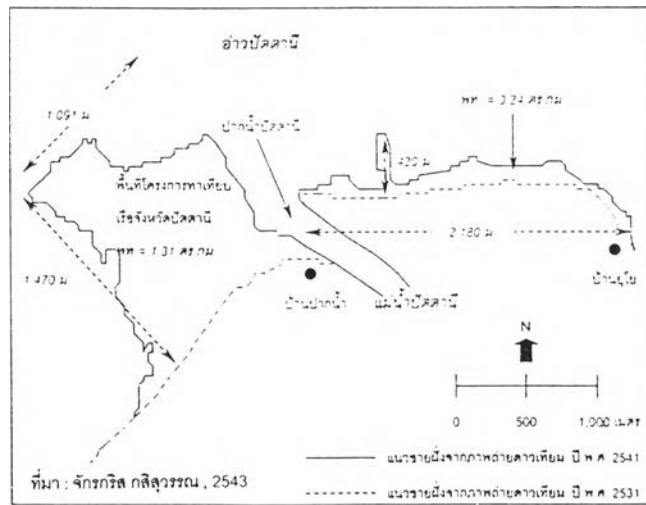 อ่าวปัตตานี
1,091 ม
ปากน้ำปัตตานี
พท = 0.24 ตร.กม
พื้นที่โครงการท่าเทียบ
เรือจังหวัดปัตตานี
พท = 1.31 ตร.กม
420 ม
2,180 ม
1,470 ม
บ้านปากน้ำ
แม่น้ำปัตตานี
บ้านบูโย
N
0 500 1,000 เมตร
แนวชายฝั่งจากภาพถ่ายดาวเทียม ปี พ.ศ. 2541
แนวชายฝั่งจากภาพถ่ายดาวเทียม ปี พ.ศ. 2531
ที่มา : จักรกริส กสิสุวรรณ , 2543